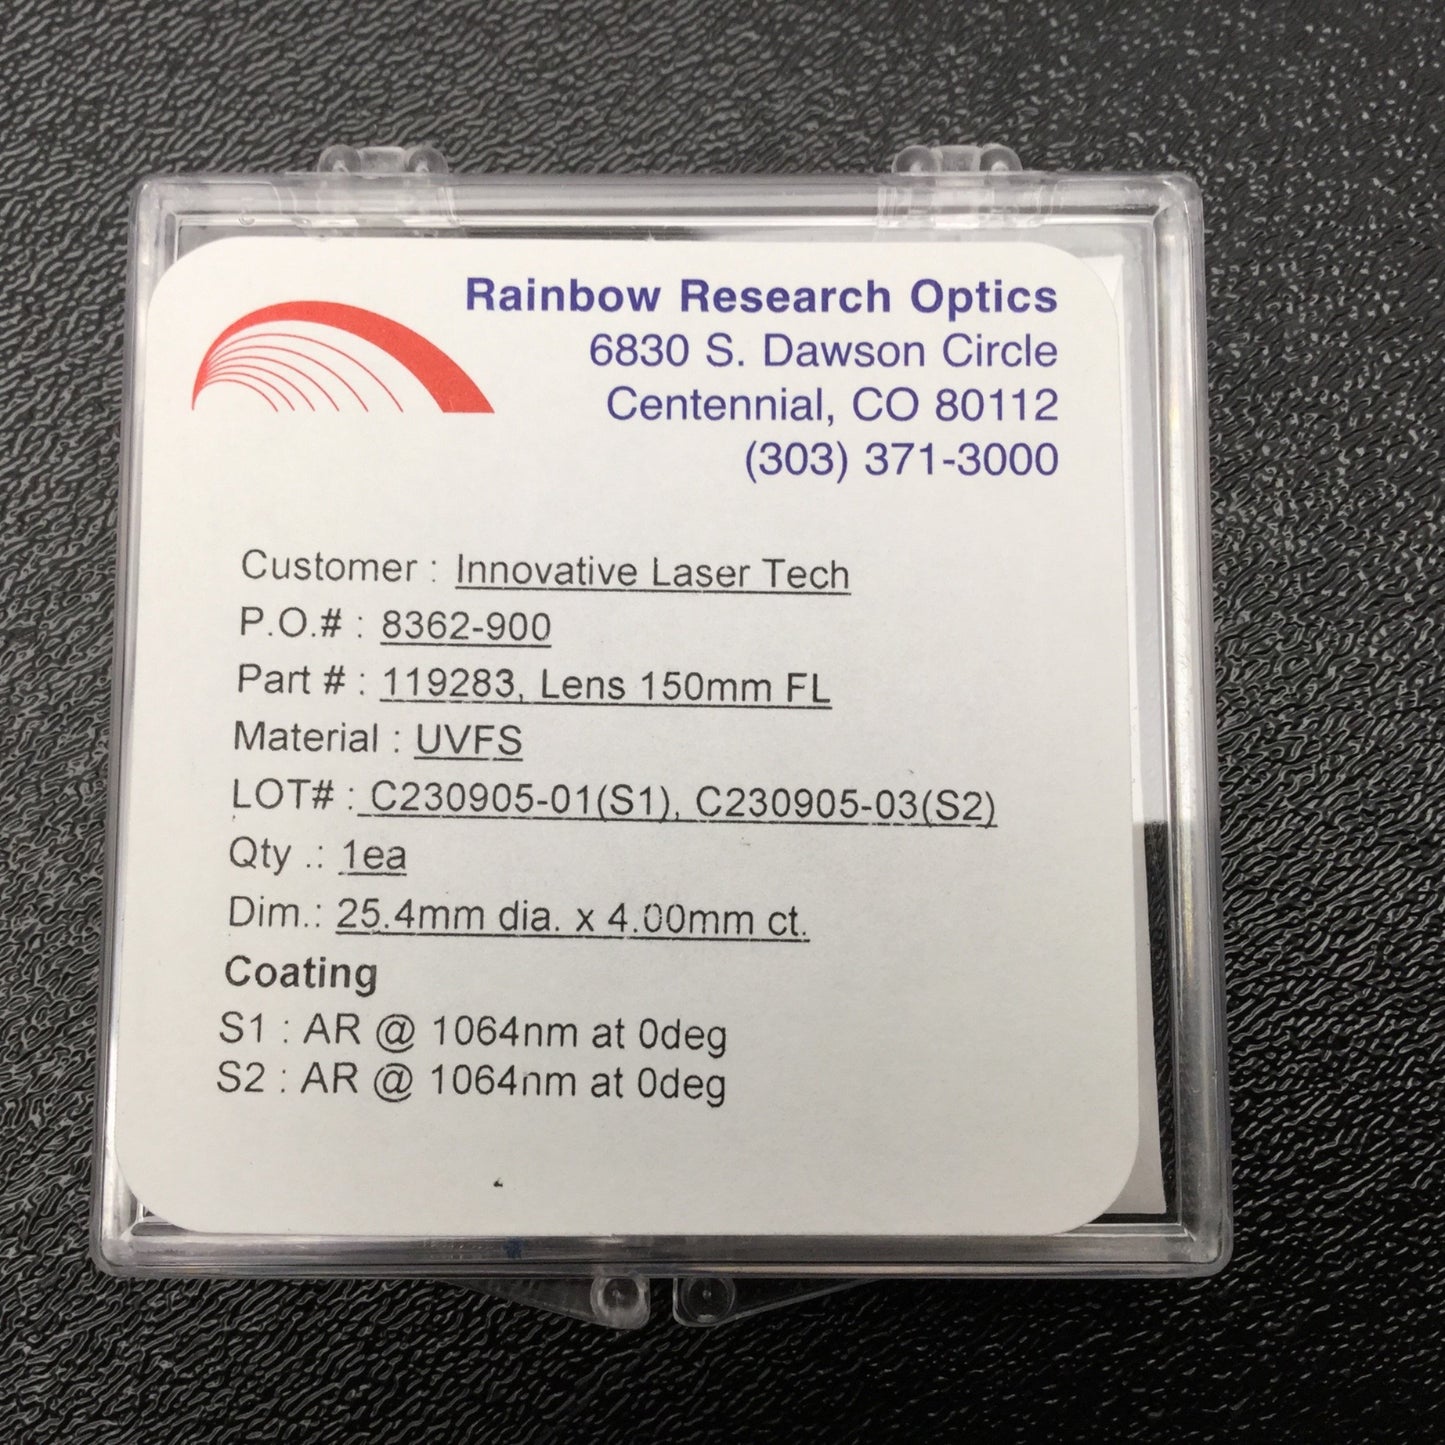 Rainbow Research Optics
6830 S. Dawson Circle
Centennial, CO 80112
(303) 371-3000
Customer : Innovative Laser Tech
P.O.# : 8362-900
Part # : 119283, Lens 150mm FL
Material : UVFS
LOT# : C230905-01(S1), C230905-03(S2)
Qty .: 1ea
Dim.: 25.4mm dia. x 4.00mm ct.
Coating
S1 : AR @ 1064nm at 0deg
S2 : AR @ 1064nm at 0deg